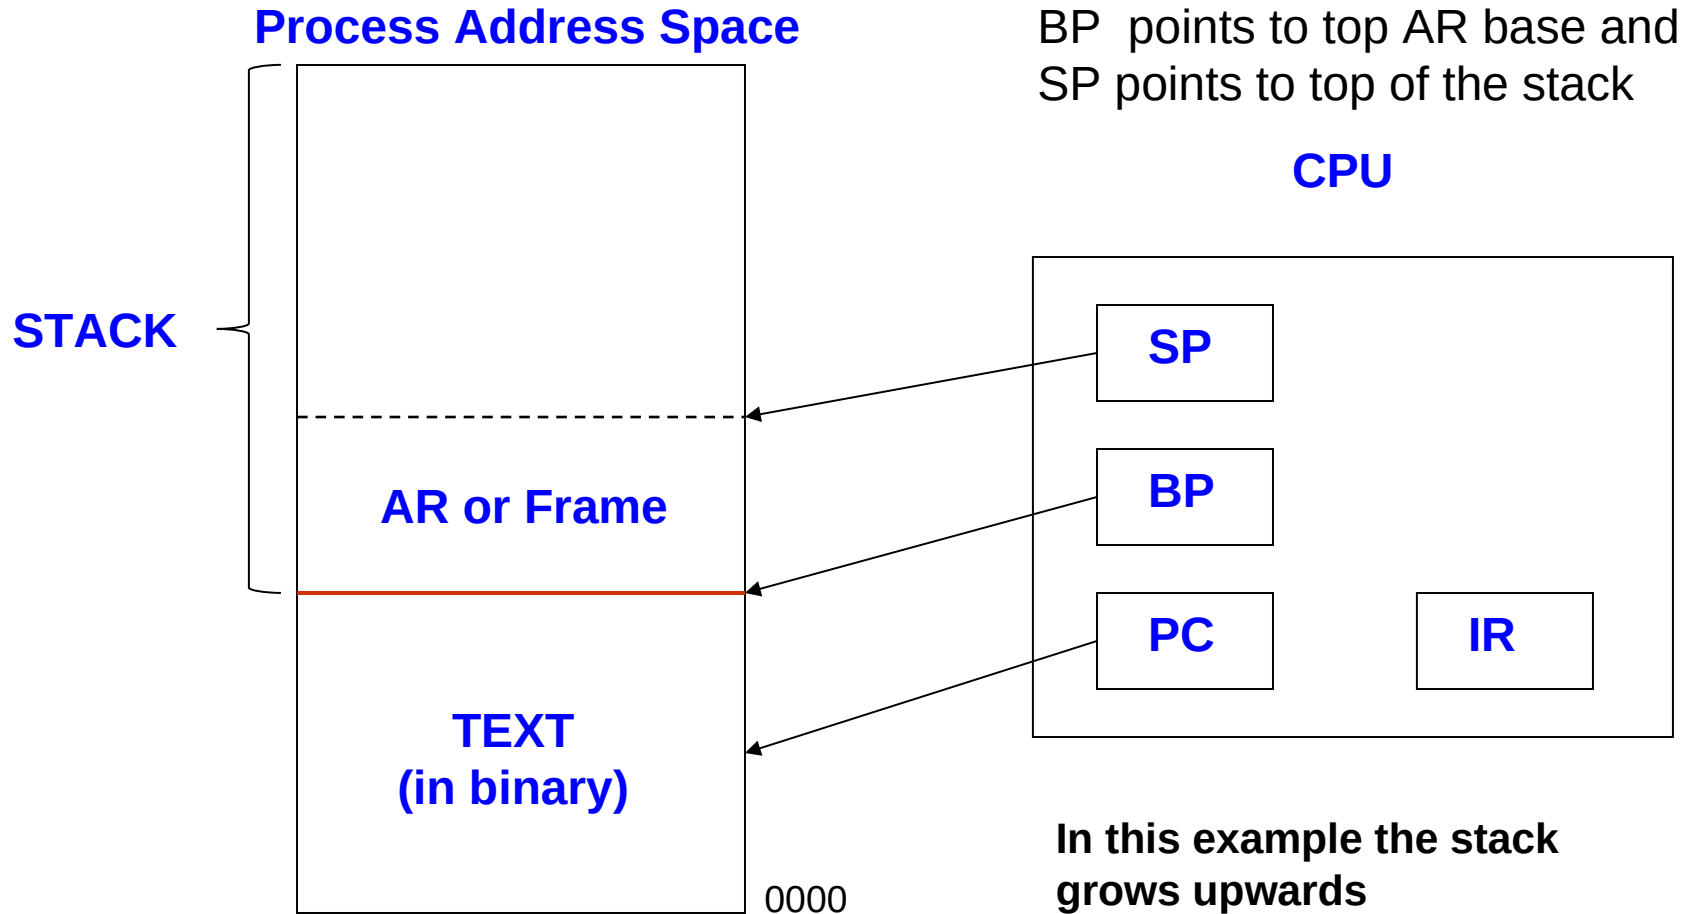 Process Address Space
BP  points to top AR base and
SP points to top of the stack
CPU
STACK
SP
BP
AR or Frame
PC
IR
TEXT
(in binary)
In this example the stack
grows upwards
0000